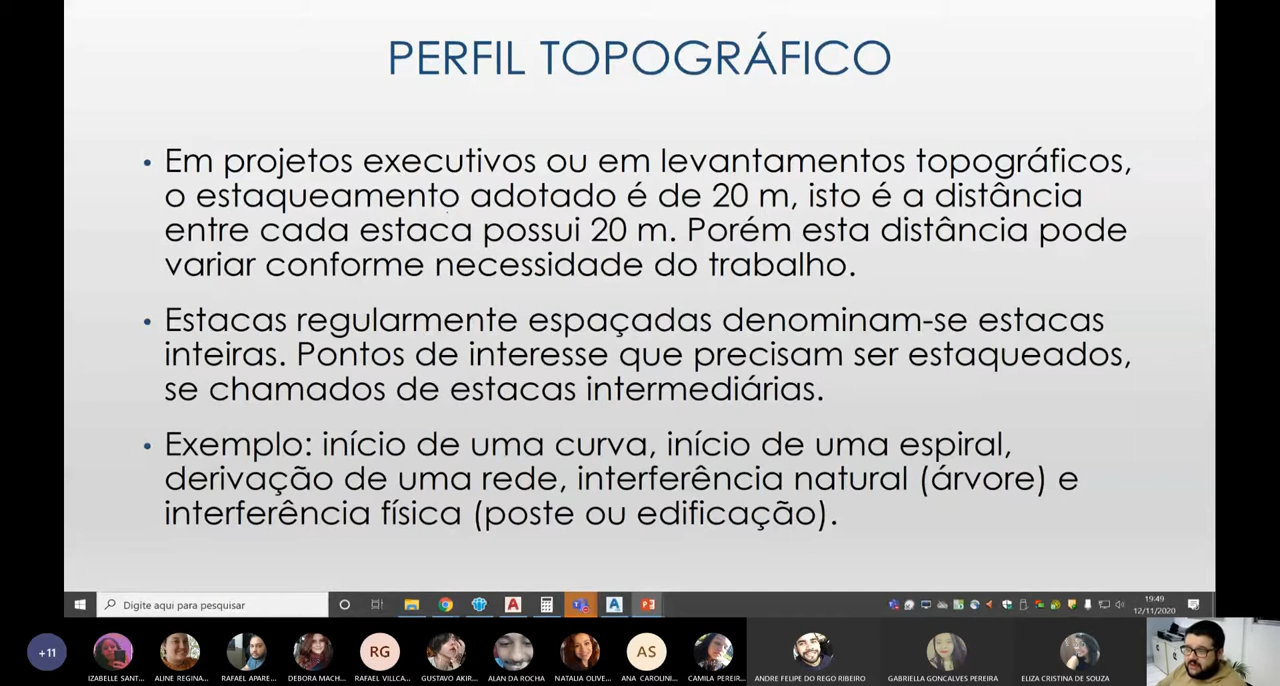 PERFIL TOPOGRÁFICO
• Em projetos executivos ou em levantamentos topográficos,
o estaqueamento adotado é de 20 m, isto é a distância
entre cada estaca possui 20 m. Porém esta distância pode
variar conforme necessidade do trabalho.
• Estacas regularmente espaçadas denominam-se estacas
inteiras. Pontos de interesse que precisam ser estaqueados,
se chamados de estacas intermediárias.
• Exemplo: início de uma curva, início de uma espiral,
derivação de uma rede, interferência natural (árvore) e
interferência física (poste ou edificação).
Digite aqui para pesquisar
19:49
12/11/2020
+11
RG
AS
IZABELLE SANT...
ALINE REGINA...
RAFAEL APARE...
DEBORA MACH...
RAFAEL VILLCA...
GUSTAVO AKIR...
ALAN DA ROCHA
NATALIA OLIVE...
ANA CAROLINI...
CAMILA PEREIR...
ANDRE FELIPE DO REGO RIBEIRO
GABRIELLA GONCALVES PEREIRA
ELIZA CRISTINA DE SOUZA